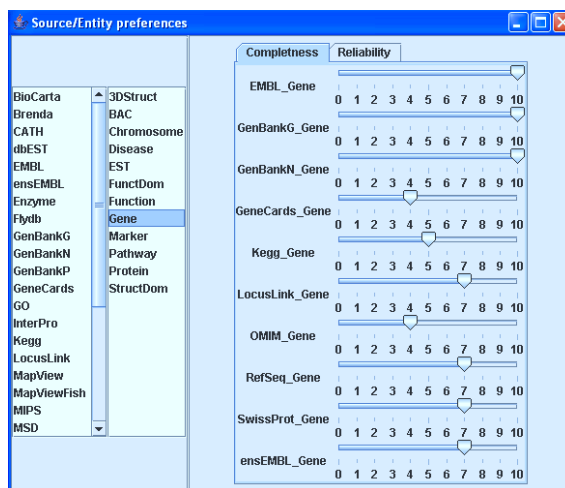 Source/Entity preferences
Completness Reliability
BioCarta
Brenda
CATH
dbEST
EMBL
ensEMBL
Enzyme
Flydb
GenBankG
GenBankN
GenBankP
GeneCards
GO
InterPro
Kegg
LocusLink
MapView
MapViewFish
MIPS
MSD
3DStruct
BAC
Chromosome
Disease
EST
FunctDom
Function
Gene
Marker
Pathway
Protein
StructDom
EMBL_Gene
0 1 2 3 4 5 6 7 8 9 10
GenBankG_Gene
0 1 2 3 4 5 6 7 8 9 10
GenBankN_Gene
0 1 2 3 4 5 6 7 8 9 10
GeneCards_Gene
0 1 2 3 4 5 6 7 8 9 10
Kegg_Gene
0 1 2 3 4 5 6 7 8 9 10
LocusLink_Gene
0 1 2 3 4 5 6 7 8 9 10
OMIM_Gene
0 1 2 3 4 5 6 7 8 9 10
RefSeq_Gene
0 1 2 3 4 5 6 7 8 9 10
SwissProt_Gene
0 1 2 3 4 5 6 7 8 9 10
ensEMBL_Gene
0 1 2 3 4 5 6 7 8 9 10